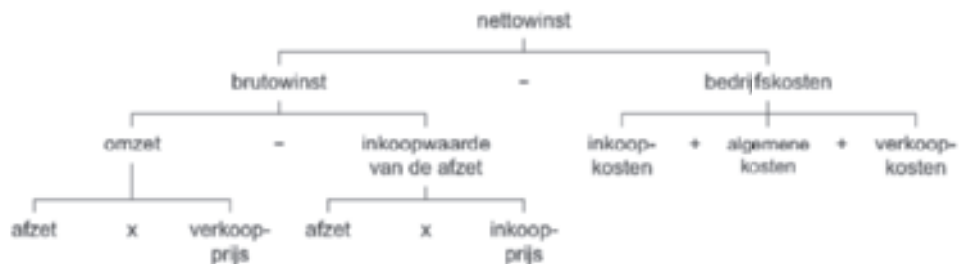 nettowinst
brutowinst - bedrijfskosten
omzet - inkoopwaarde van de afzet
inkoop-kosten + algemene kosten + verkoop-kosten
afzet x verkoop-prijs
afzet x inkoop-prijs